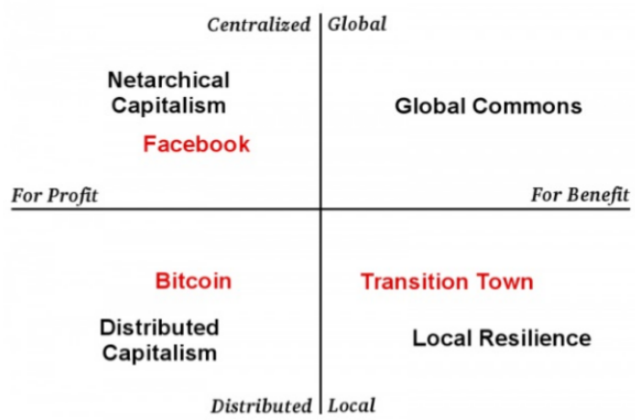 Centralized | Global
Netarchical
Capitalism
Global Commons
Facebook
For Profit
For Benefit
Bitcoin
Transition Town
Distributed
Capitalism
Local Resilience
Distributed | Local